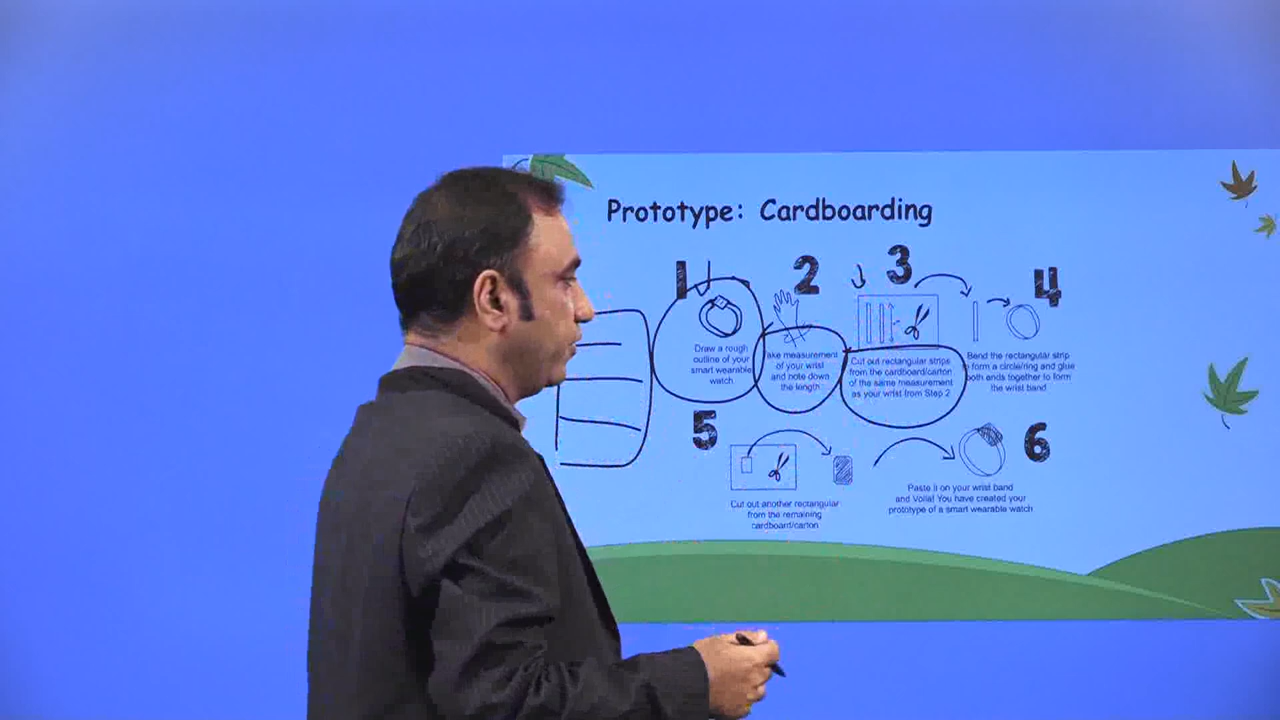 Prototype: Cardboarding
1
Draw a rough
outline of your
smart wearable
watch.
2
ake measurement
of your wrist
and note down
the length
3
Cut out rectangular strips
from the cardboard/carton
of the same measurement
as your wrist from Step 2
4
Bend the rectangular strip
o form a circle/ring and glue
both ends together to form
the wrist band
5
Cut out another rectangular
from the remaining
cardboard/carton
6
Paste it on your wrist band
and Voila! You have created your
prototype of a smart wearable watch